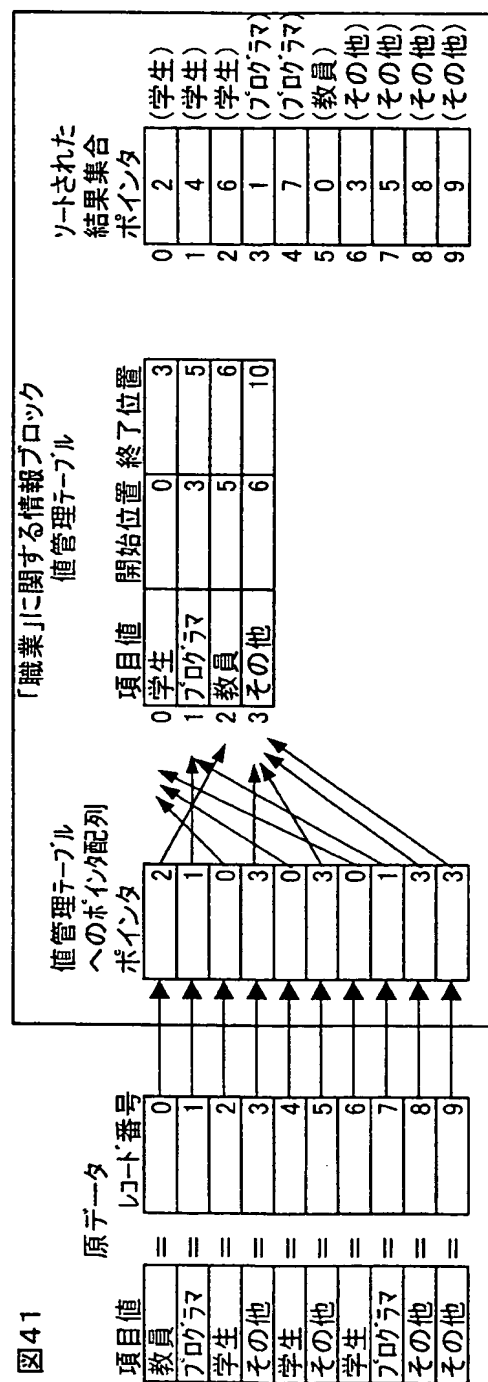 図41
原データ
項目値 レコード番号
教員 = 0
プログラマ = 1
学生 = 2
その他 = 3
学生 = 4
その他 = 5
学生 = 6
プログラマ = 7
その他 = 8
その他 = 9
「職業」に関する情報ブロック
値管理テーブル
へのポインタ配列
ポインタ
2
1
0
3
0
3
0
1
3
3
値管理テーブル
項目値 開始位置 終了位置
0 学生 0 3
1 プログラマ 3 5
2 教員 5 6
3 その他 6 10
ソートされた
結果集合
ポインタ
0 2 (学生)
1 4 (学生)
2 6 (学生)
3 1 (プログラマ)
4 7 (プログラマ)
5 0 (教員)
6 3 (その他)
7 5 (その他)
8 8 (その他)
9 9 (その他)